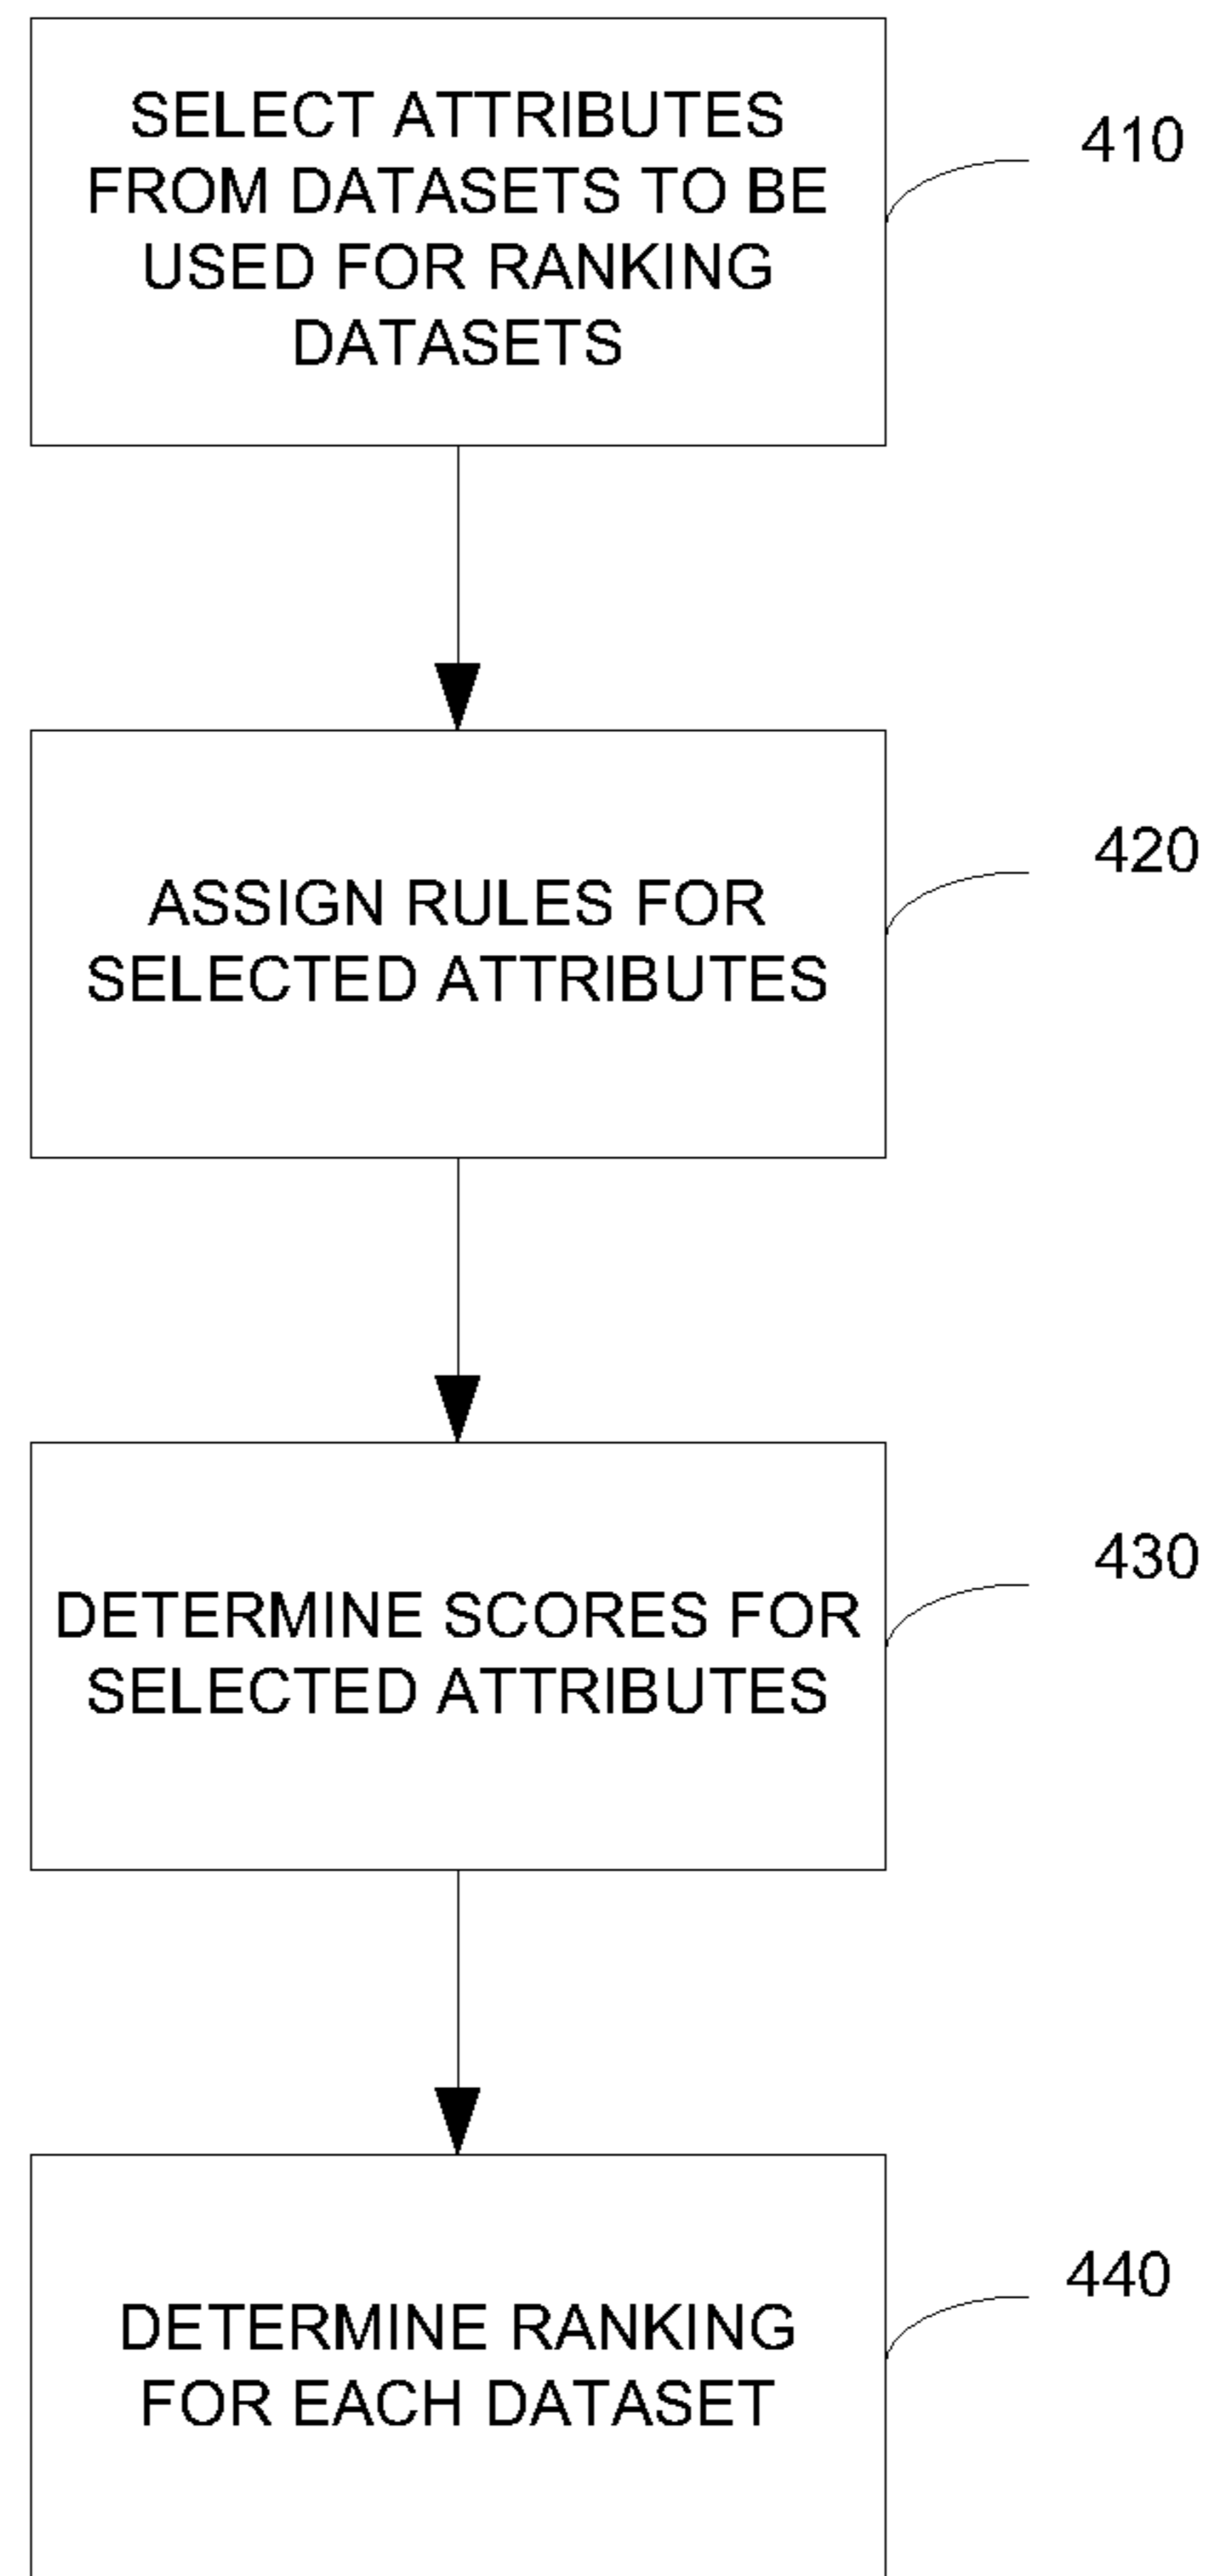 SELECT ATTRIBUTES
FROM DATASETS TO BE
USED FOR RANKING
DATASETS
410
ASSIGN RULES FOR
SELECTED ATTRIBUTES
420
DETERMINE SCORES FOR
SELECTED ATTRIBUTES
430
DETERMINE RANKING
FOR EACH DATASET
440